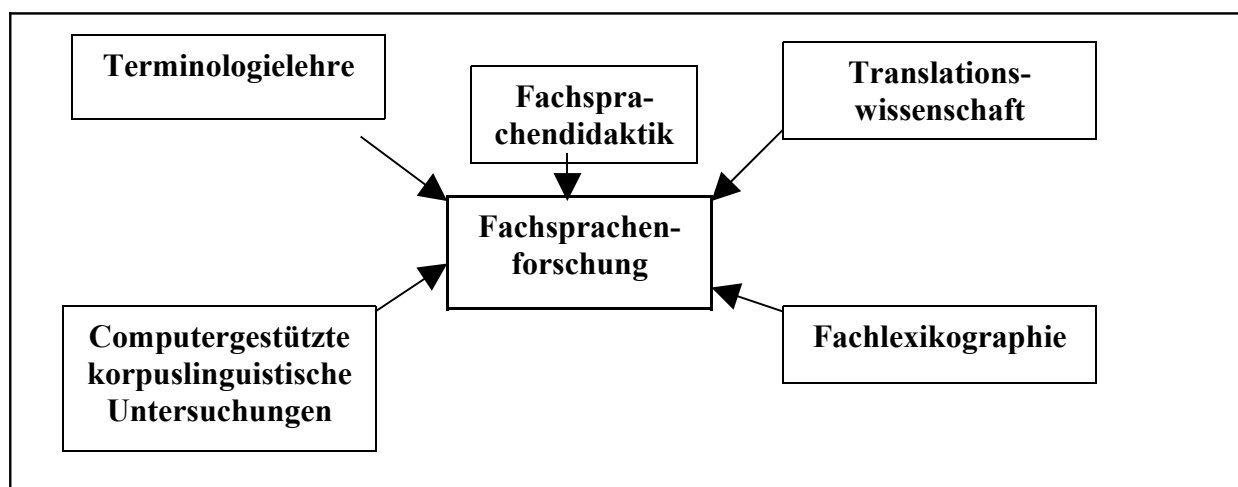 Terminologielehre
Fachspra-
chendidaktik
Translations-
wissenschaft
Fachsprachen-
forschung
Computergestützte
korpuslinguistische
Untersuchungen
Fachlexikographie